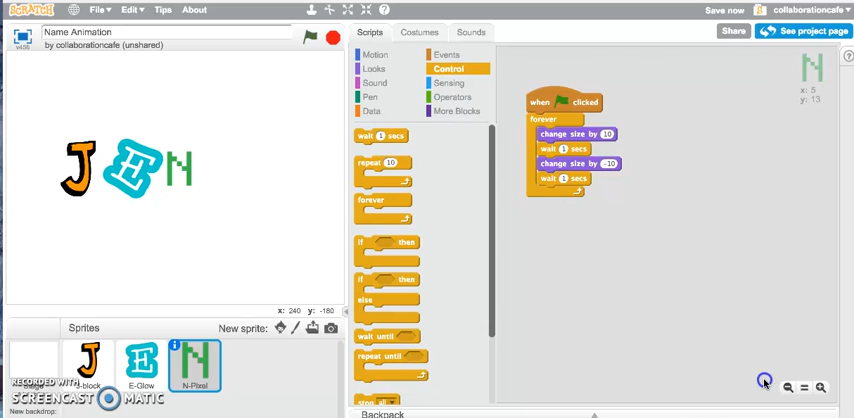 SCRATCH File Edit Tips About Save now collaborationcafe
Name Animation
by collaborationcafe (unshared)
v456
Share See project page
Scripts Costumes Sounds
Motion Events
Looks Control
Sound Sensing
Pen Operators
Data More Blocks
wait 1 secs
repeat 10
forever
if then
if then
else
wait until
repeat until
stop all
when clicked
forever
change size by 10
wait 1 secs
change size by -10
wait 1 secs
N
x: 5
y: 13
J E N
x: 240 y: -180
Sprites New sprite:
J E N
J-block E-Glow N-Pixel
RECORDED WITH
SCREENCAST MATIC
New backdrop:
Backpack